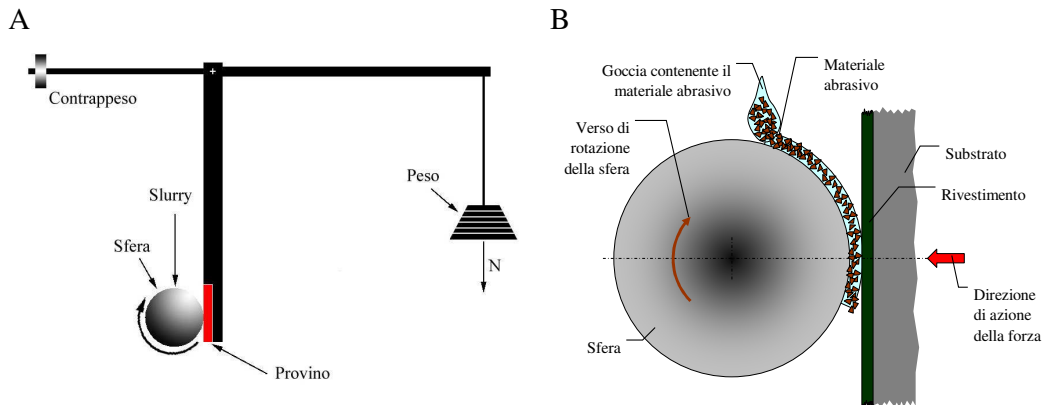 A
Contrappeso
Peso
Slurry
Sfera
N
Provino
B
Goccia contenente il
materiale abrasivo
Materiale
abrasivo
Verso di
rotazione
della sfera
Substrato
Rivestimento
Direzione
di azione
della forza
Sfera